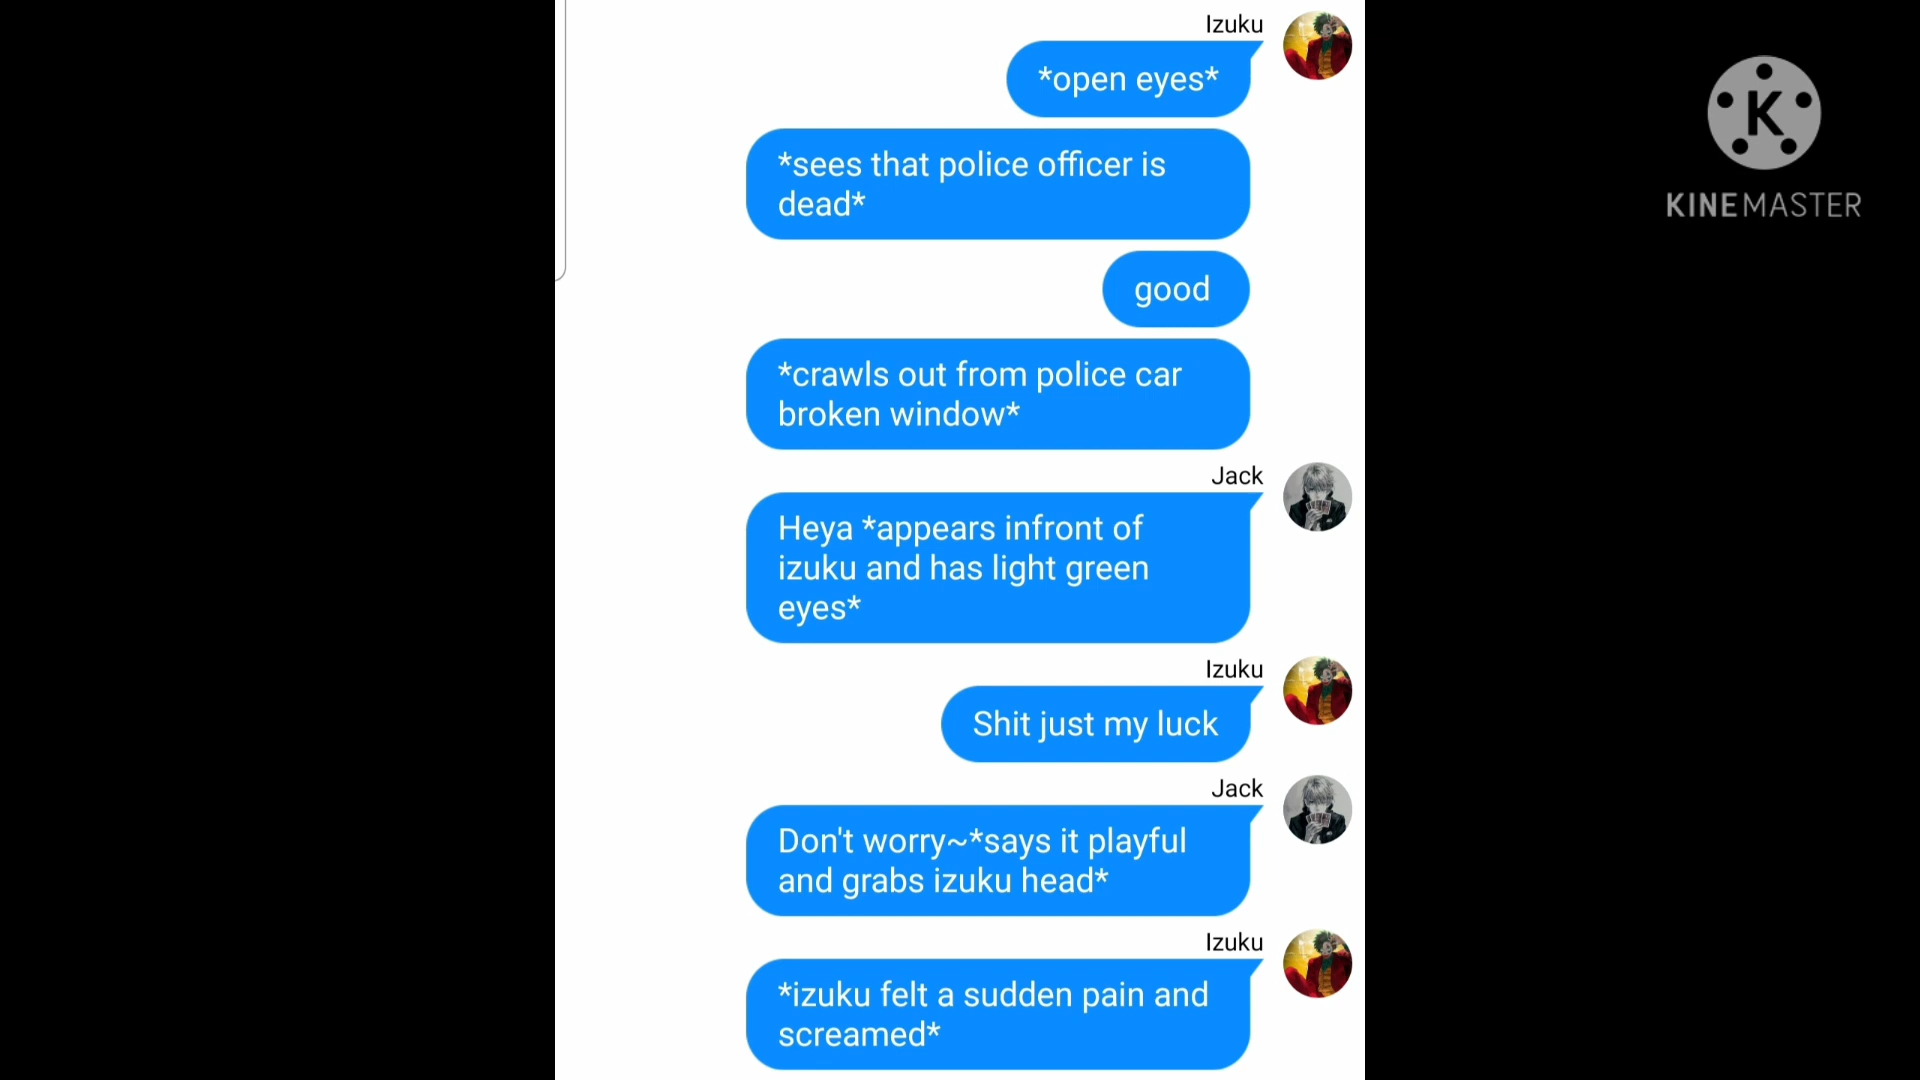 Izuku
*open eyes*
*sees that police officer is
dead*
good
*crawls out from police car
broken window*
Jack
Heya *appears infront of
izuku and has light green
eyes*
Izuku
Shit just my luck
Jack
Don't worry~*says it playful
and grabs izuku head*
Izuku
*izuku felt a sudden pain and
screamed*
K
KINEMASTER